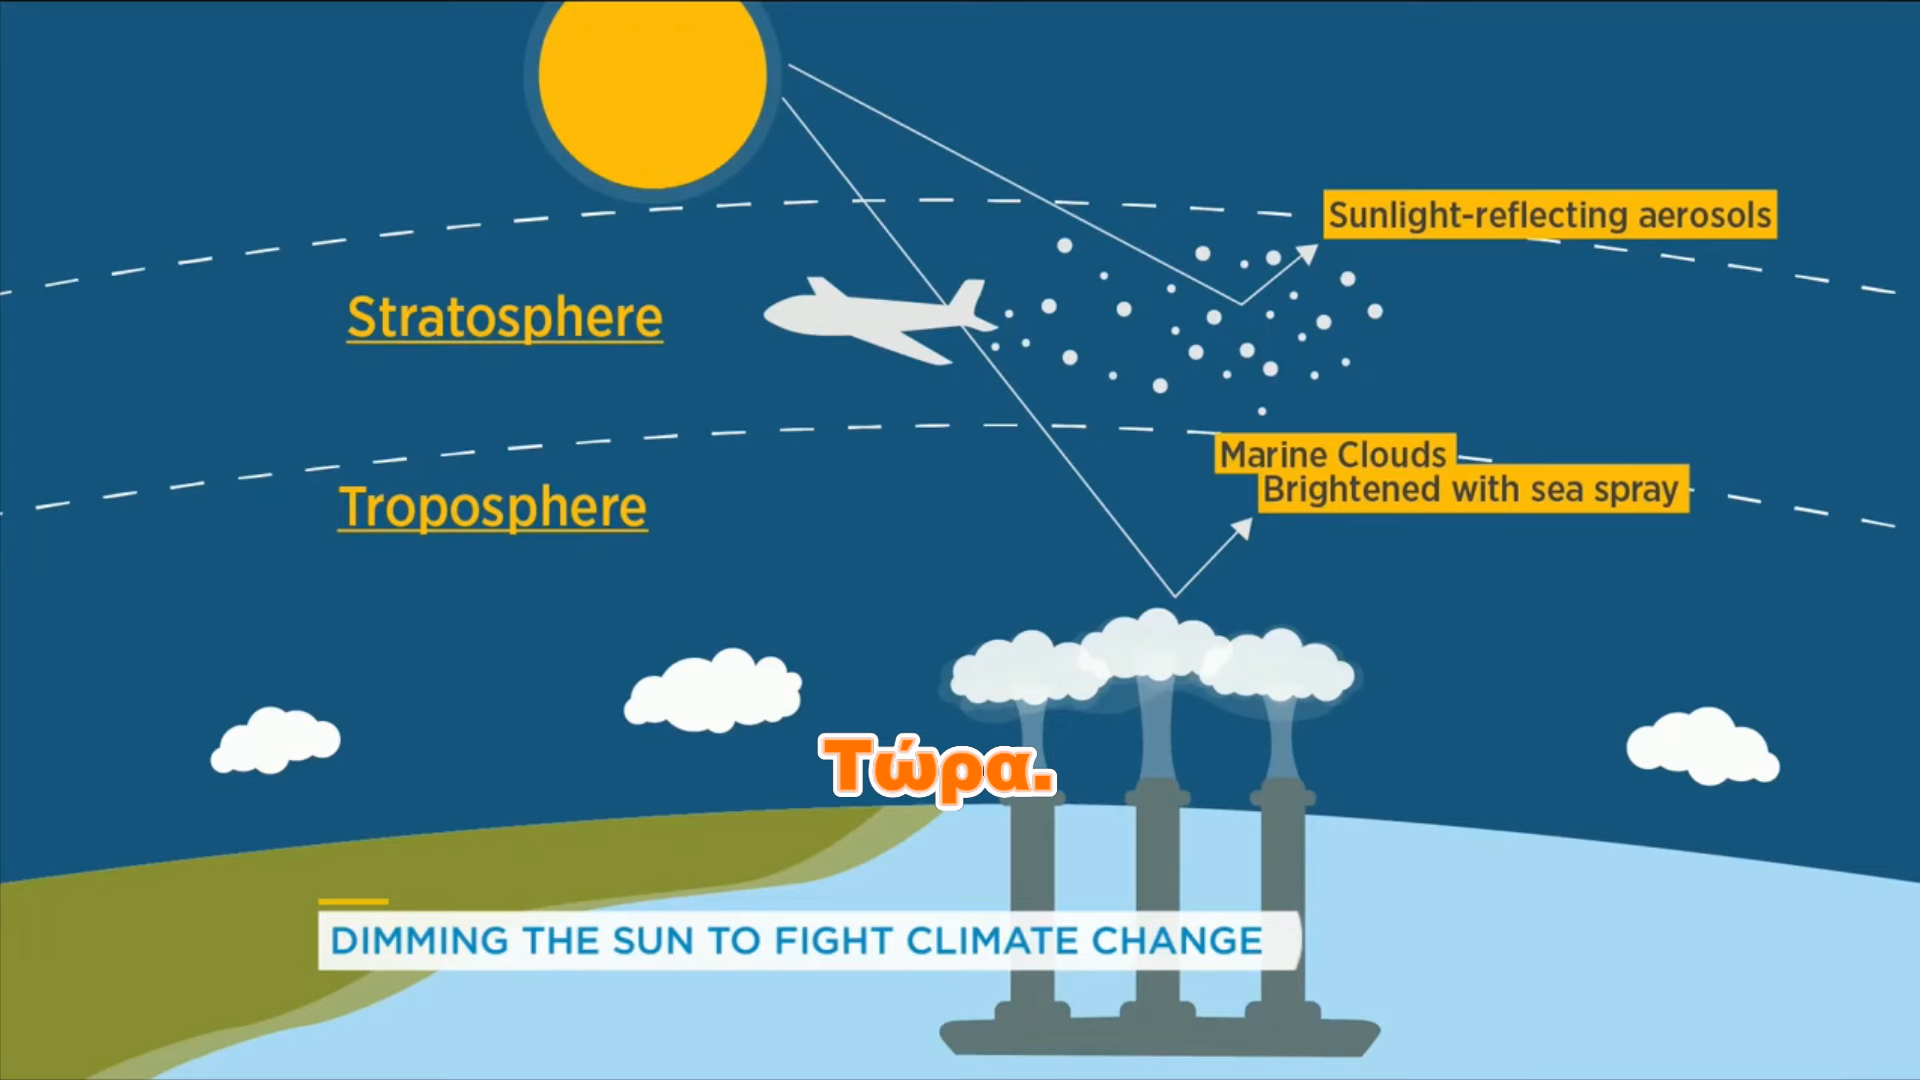 Sunlight-reflecting aerosols
Stratosphere
Marine Clouds
Brightened with sea spray
Troposphere
Τώρα.
DIMMING THE SUN TO FIGHT CLIMATE CHANGE